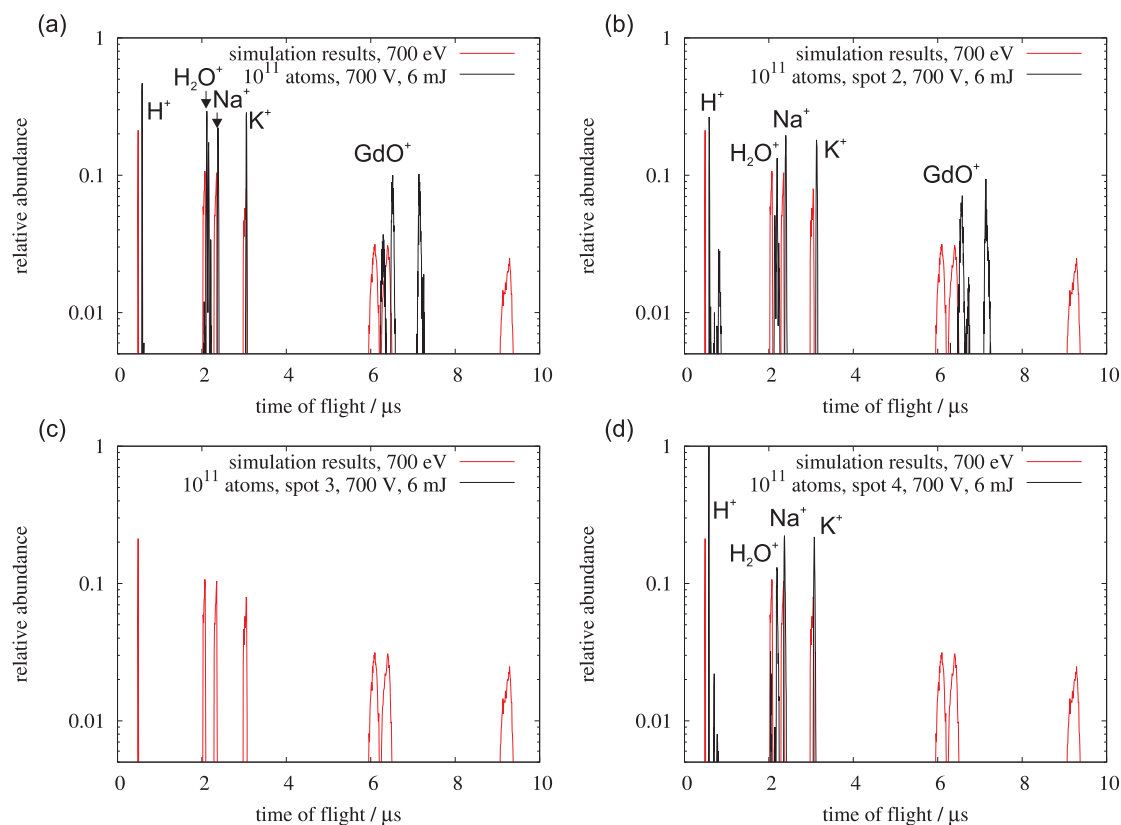 (a)
relative abundance
1
0.1
0.01
simulation results, 700 eV
10¹¹ atoms, 700 V, 6 mJ
H⁺
H₂O⁺
Na⁺
K⁺
GdO⁺
0 2 4 6 8 10
time of flight / μs
(b)
relative abundance
1
0.1
0.01
simulation results, 700 eV
10¹¹ atoms, spot 2, 700 V, 6 mJ
H⁺
H₂O⁺
Na⁺
K⁺
GdO⁺
0 2 4 6 8 10
time of flight / μs
(c)
relative abundance
1
0.1
0.01
simulation results, 700 eV
10¹¹ atoms, spot 3, 700 V, 6 mJ
0 2 4 6 8 10
time of flight / μs
(d)
relative abundance
1
0.1
0.01
simulation results, 700 eV
10¹¹ atoms, spot 4, 700 V, 6 mJ
H⁺
H₂O⁺
Na⁺
K⁺
0 2 4 6 8 10
time of flight / μs